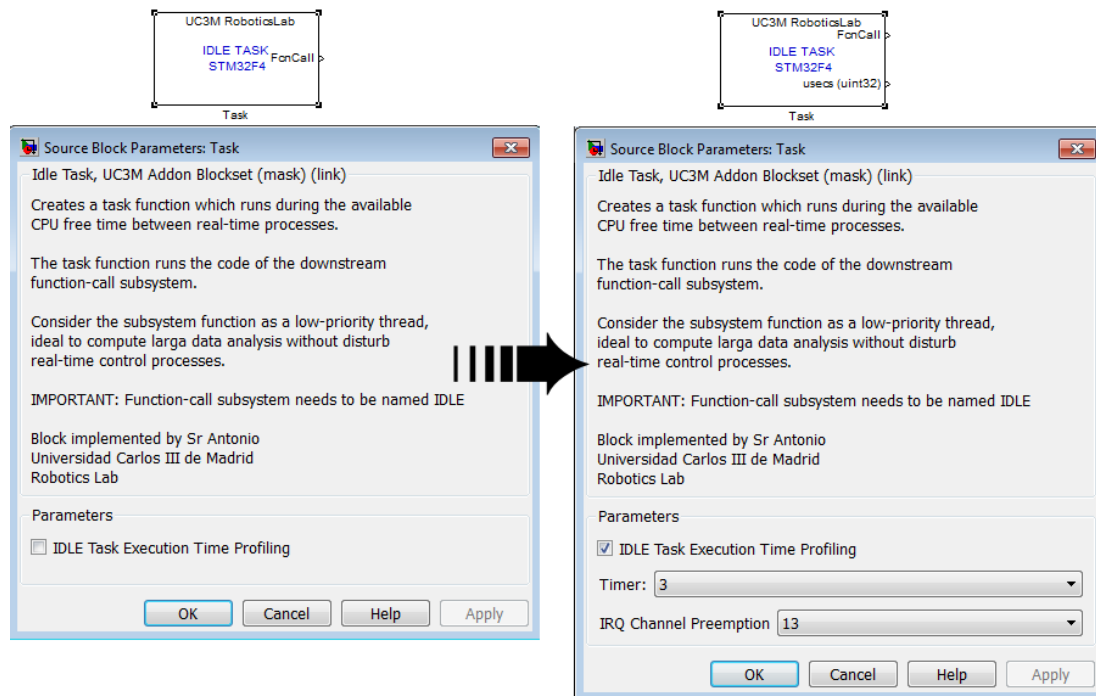 UC3M RoboticsLab
IDLE TASK
FcnCall
STM32F4
Task
Source Block Parameters: Task
Idle Task, UC3M Addon Blockset (mask) (link)
Creates a task function which runs during the available
CPU free time between real-time processes.
The task function runs the code of the downstream
function-call subsystem.
Consider the subsystem function as a low-priority thread,
ideal to compute larga data analysis without disturb
real-time control processes.
IMPORTANT: Function-call subsystem needs to be named IDLE
Block implemented by Sr Antonio
Universidad Carlos III de Madrid
Robotics Lab
Parameters
IDLE Task Execution Time Profiling
OK Cancel Help Apply
UC3M RoboticsLab
FcnCall
IDLE TASK
STM32F4
usecs (uint32)
Task
Source Block Parameters: Task
Idle Task, UC3M Addon Blockset (mask) (link)
Creates a task function which runs during the available
CPU free time between real-time processes.
The task function runs the code of the downstream
function-call subsystem.
Consider the subsystem function as a low-priority thread,
ideal to compute larga data analysis without disturb
real-time control processes.
IMPORTANT: Function-call subsystem needs to be named IDLE
Block implemented by Sr Antonio
Universidad Carlos III de Madrid
Robotics Lab
Parameters
IDLE Task Execution Time Profiling
Timer: 3
IRQ Channel Preemption 13
OK Cancel Help Apply